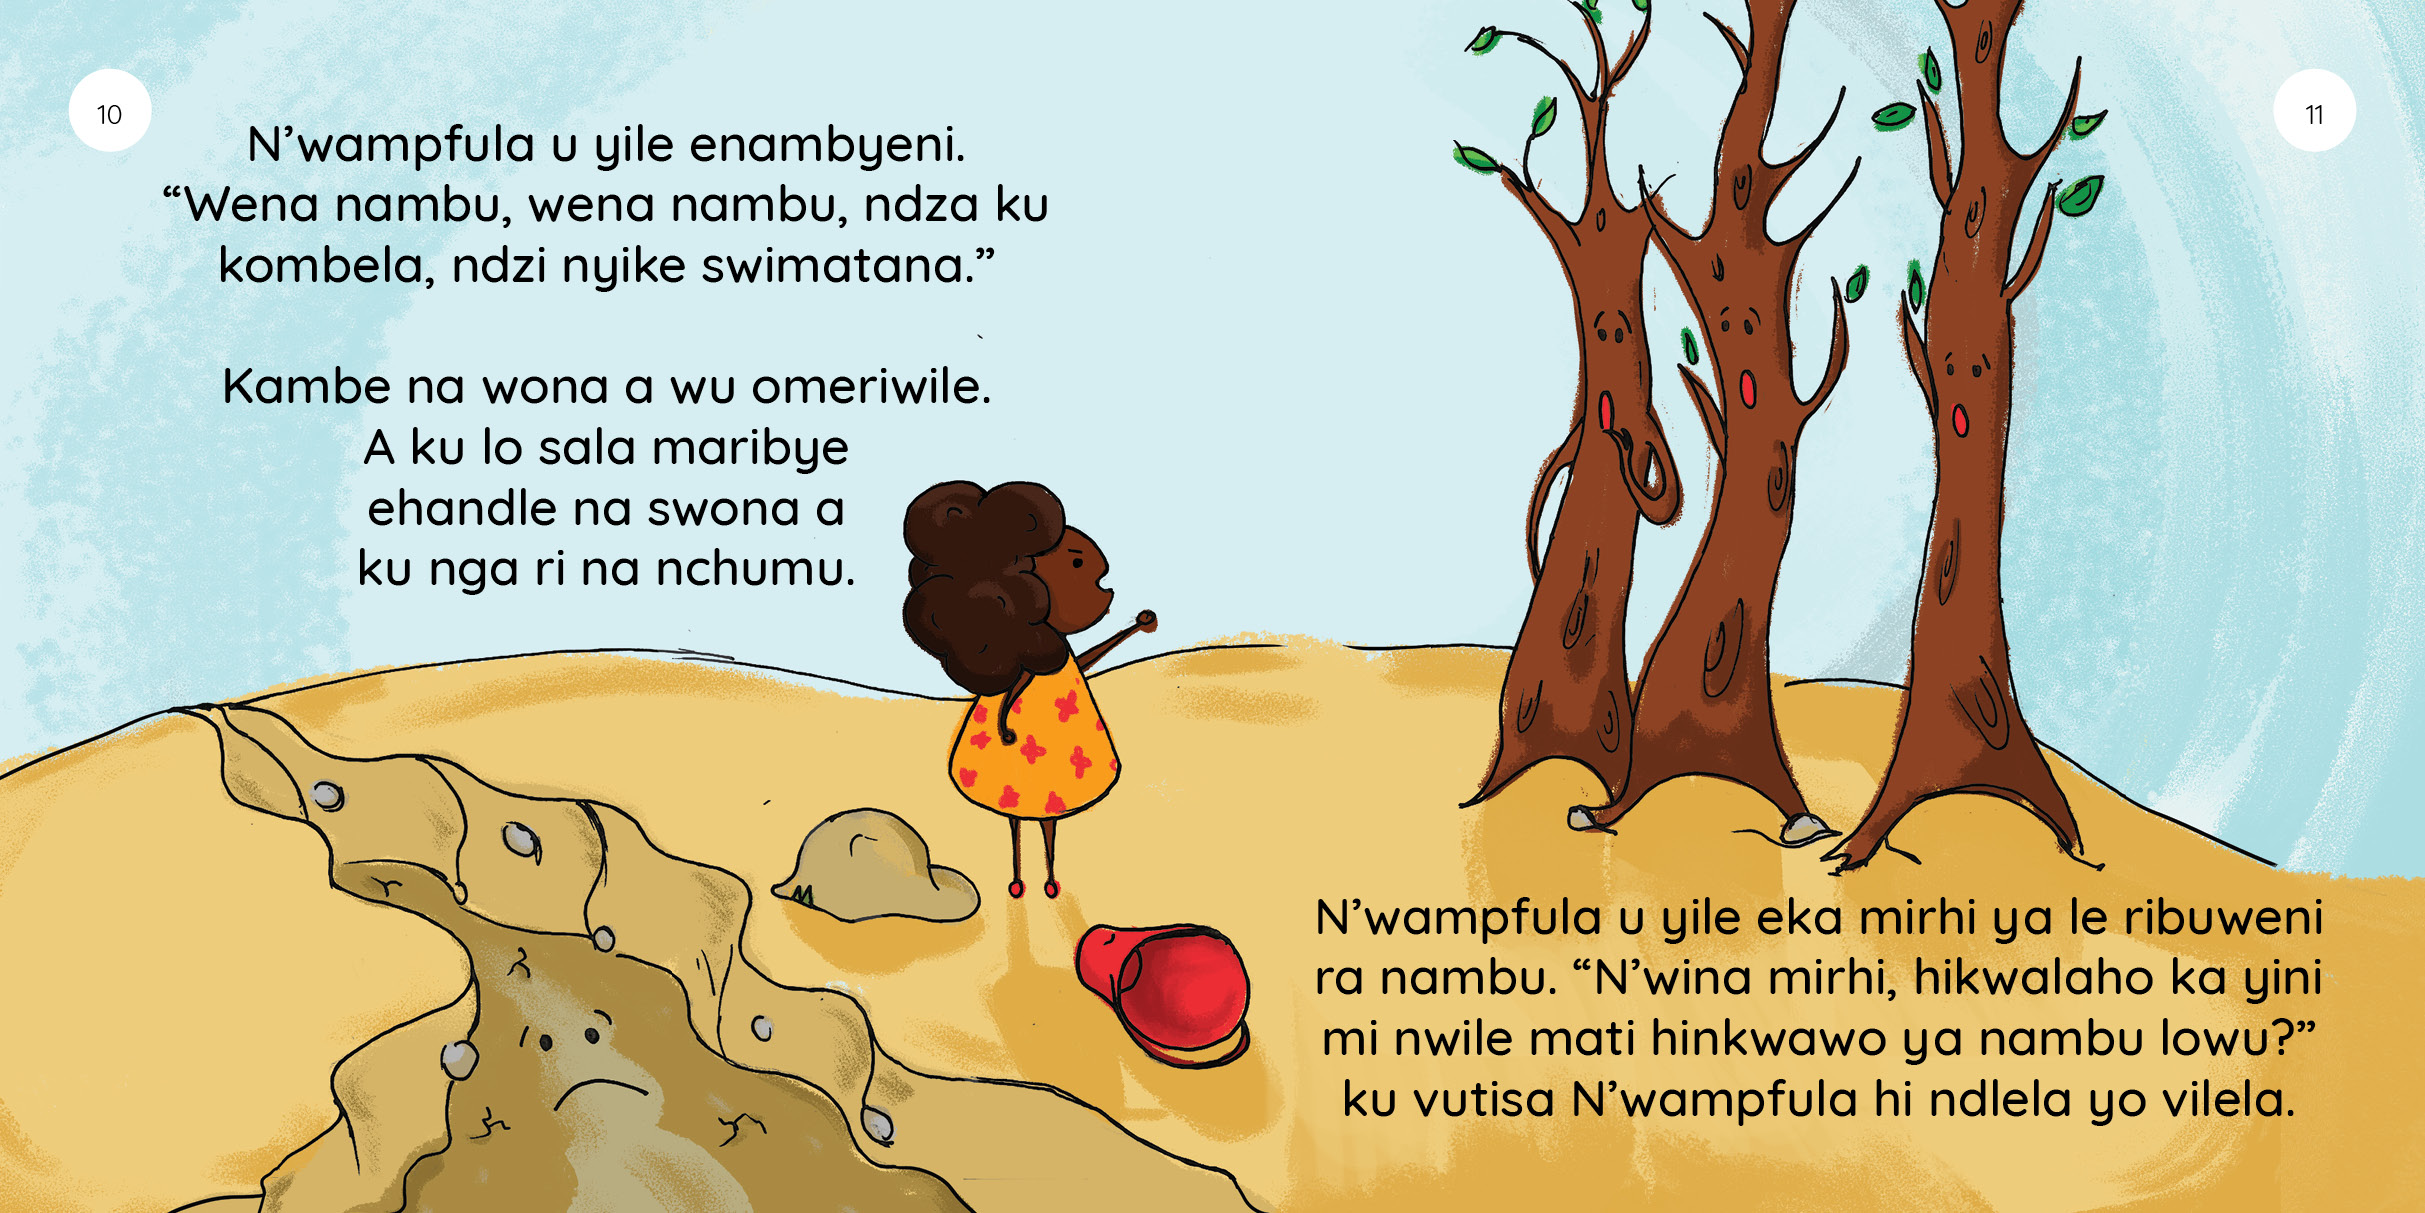 10
N’wampfula u yile enambyeni.
“Wena nambu, wena nambu, ndza ku
kombela, ndzi nyike swimatana.”
Kambe na wona a wu omeriwile.
A ku lo sala maribye
ehandle na swona a
ku nga ri na nchumu.
11
N’wampfula u yile eka mirhi ya le ribuweni
ra nambu. “N’wina mirhi, hikwalaho ka yini
mi nwile mati hinkwawo ya nambu lowu?”
ku vutisa N’wampfula hi ndlela yo vilela.